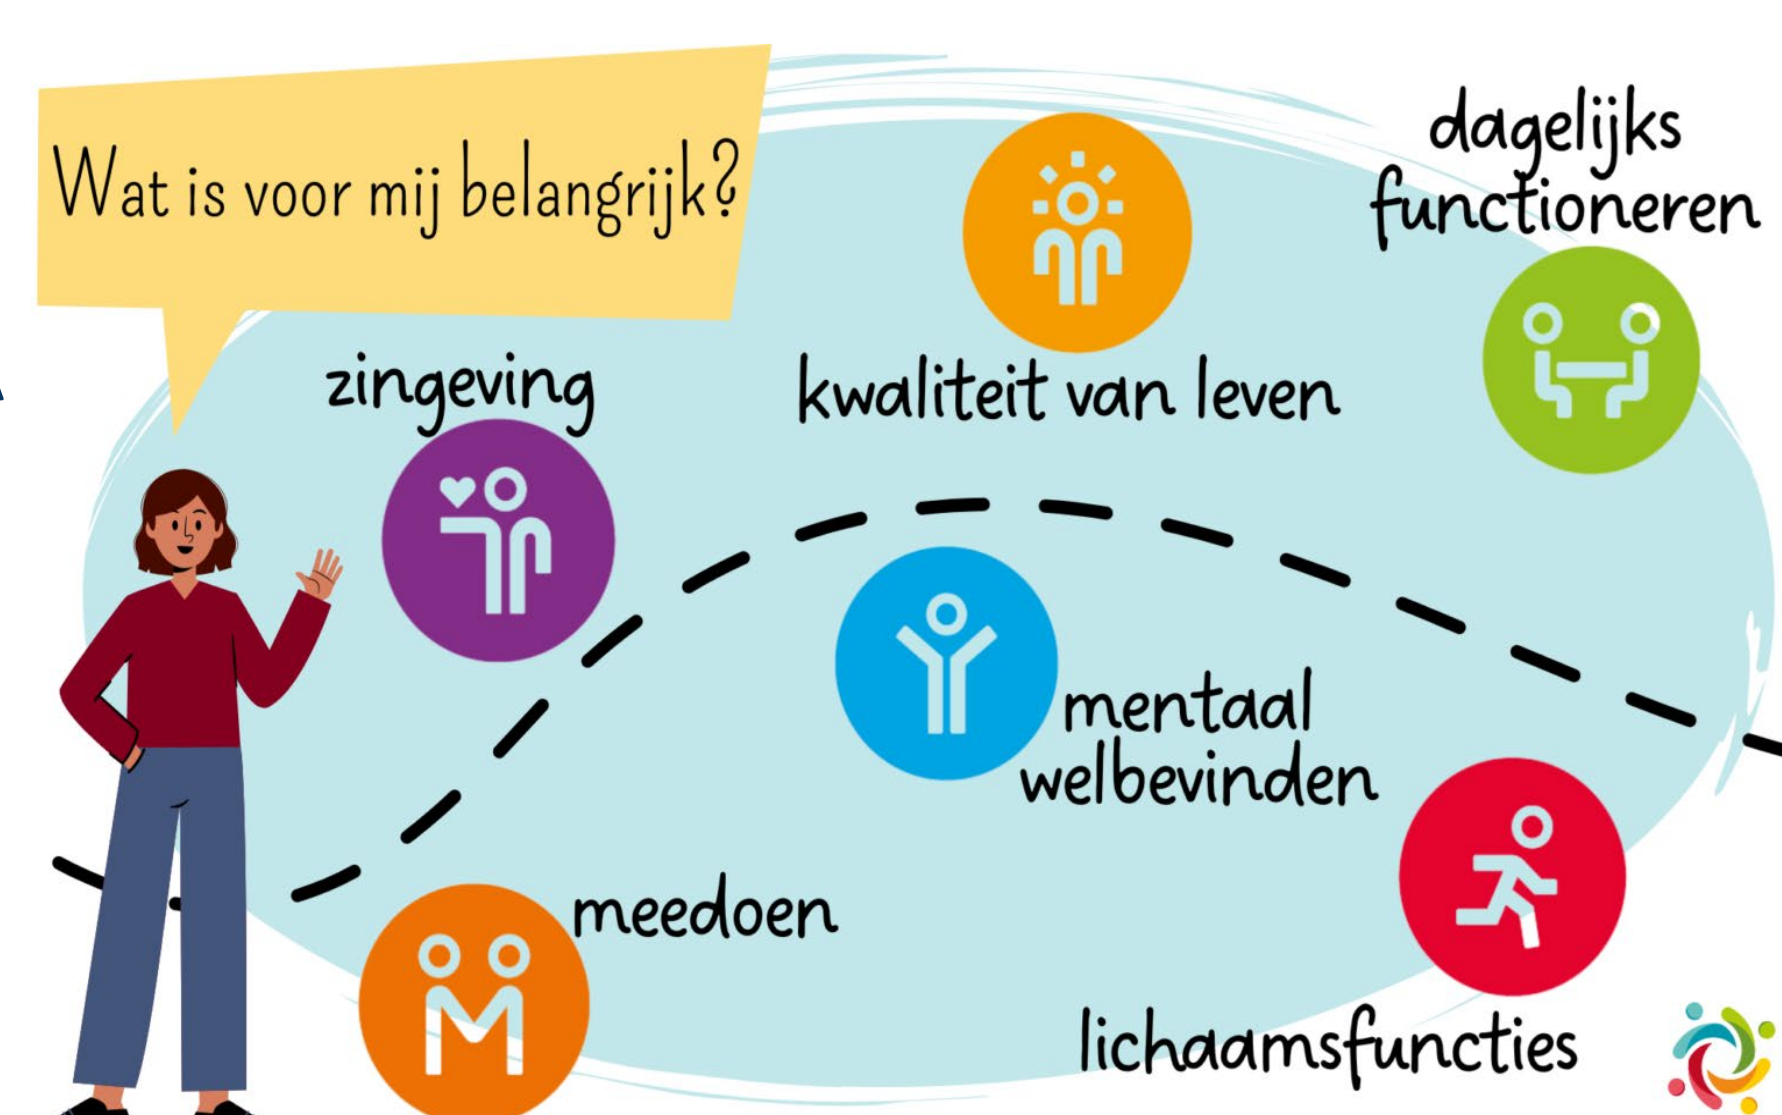 Wat is voor mij belangrijk?
zingeving
kwaliteit van leven
dagelijks
functioneren
mentaal
welbevinden
meedoen
lichaamsfuncties